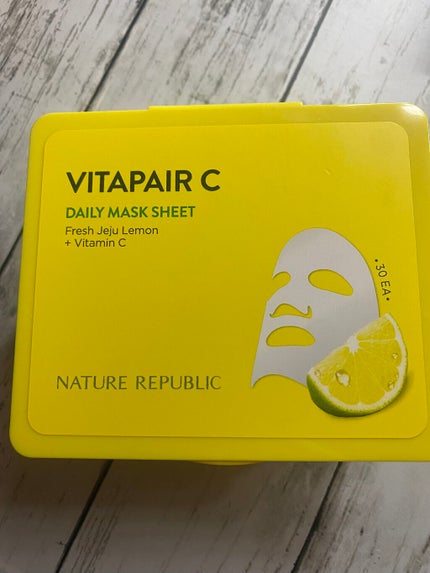 VITAPAIR C
DAILY MASK SHEET
Fresh Jeju Lemon
+ Vitamin C
•30 EA•
NATURE REPUBLIC